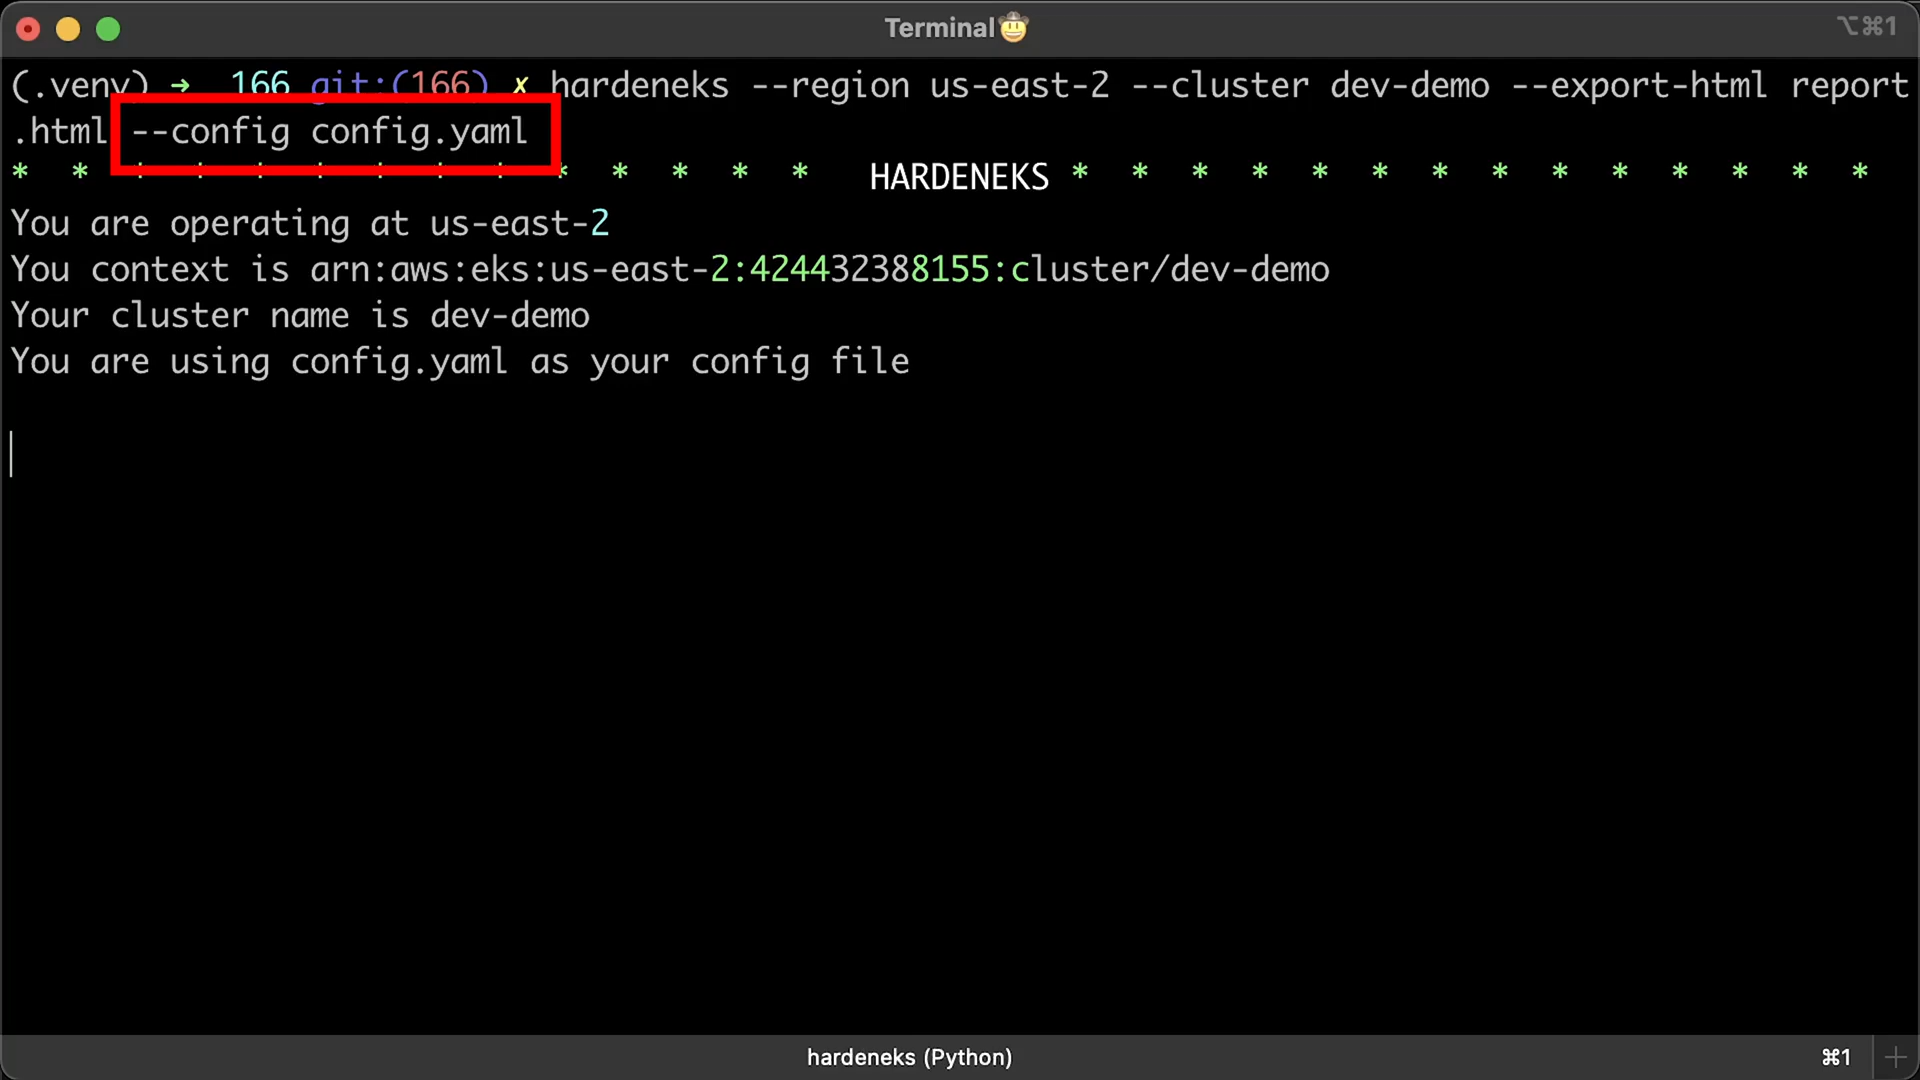 Terminal🤠
⌥⌘1
(.venv) ➜  166 git:(166) ✗ hardeneks --region us-east-2 --cluster dev-demo --export-html report
.html --config config.yaml
* * * * * * * * * * * * * * HARDENEKS * * * * * * * * * * * * * *
You are operating at us-east-2
You context is arn:aws:eks:us-east-2:424432388155:cluster/dev-demo
Your cluster name is dev-demo
You are using config.yaml as your config file
hardeneks (Python)
⌘1
+